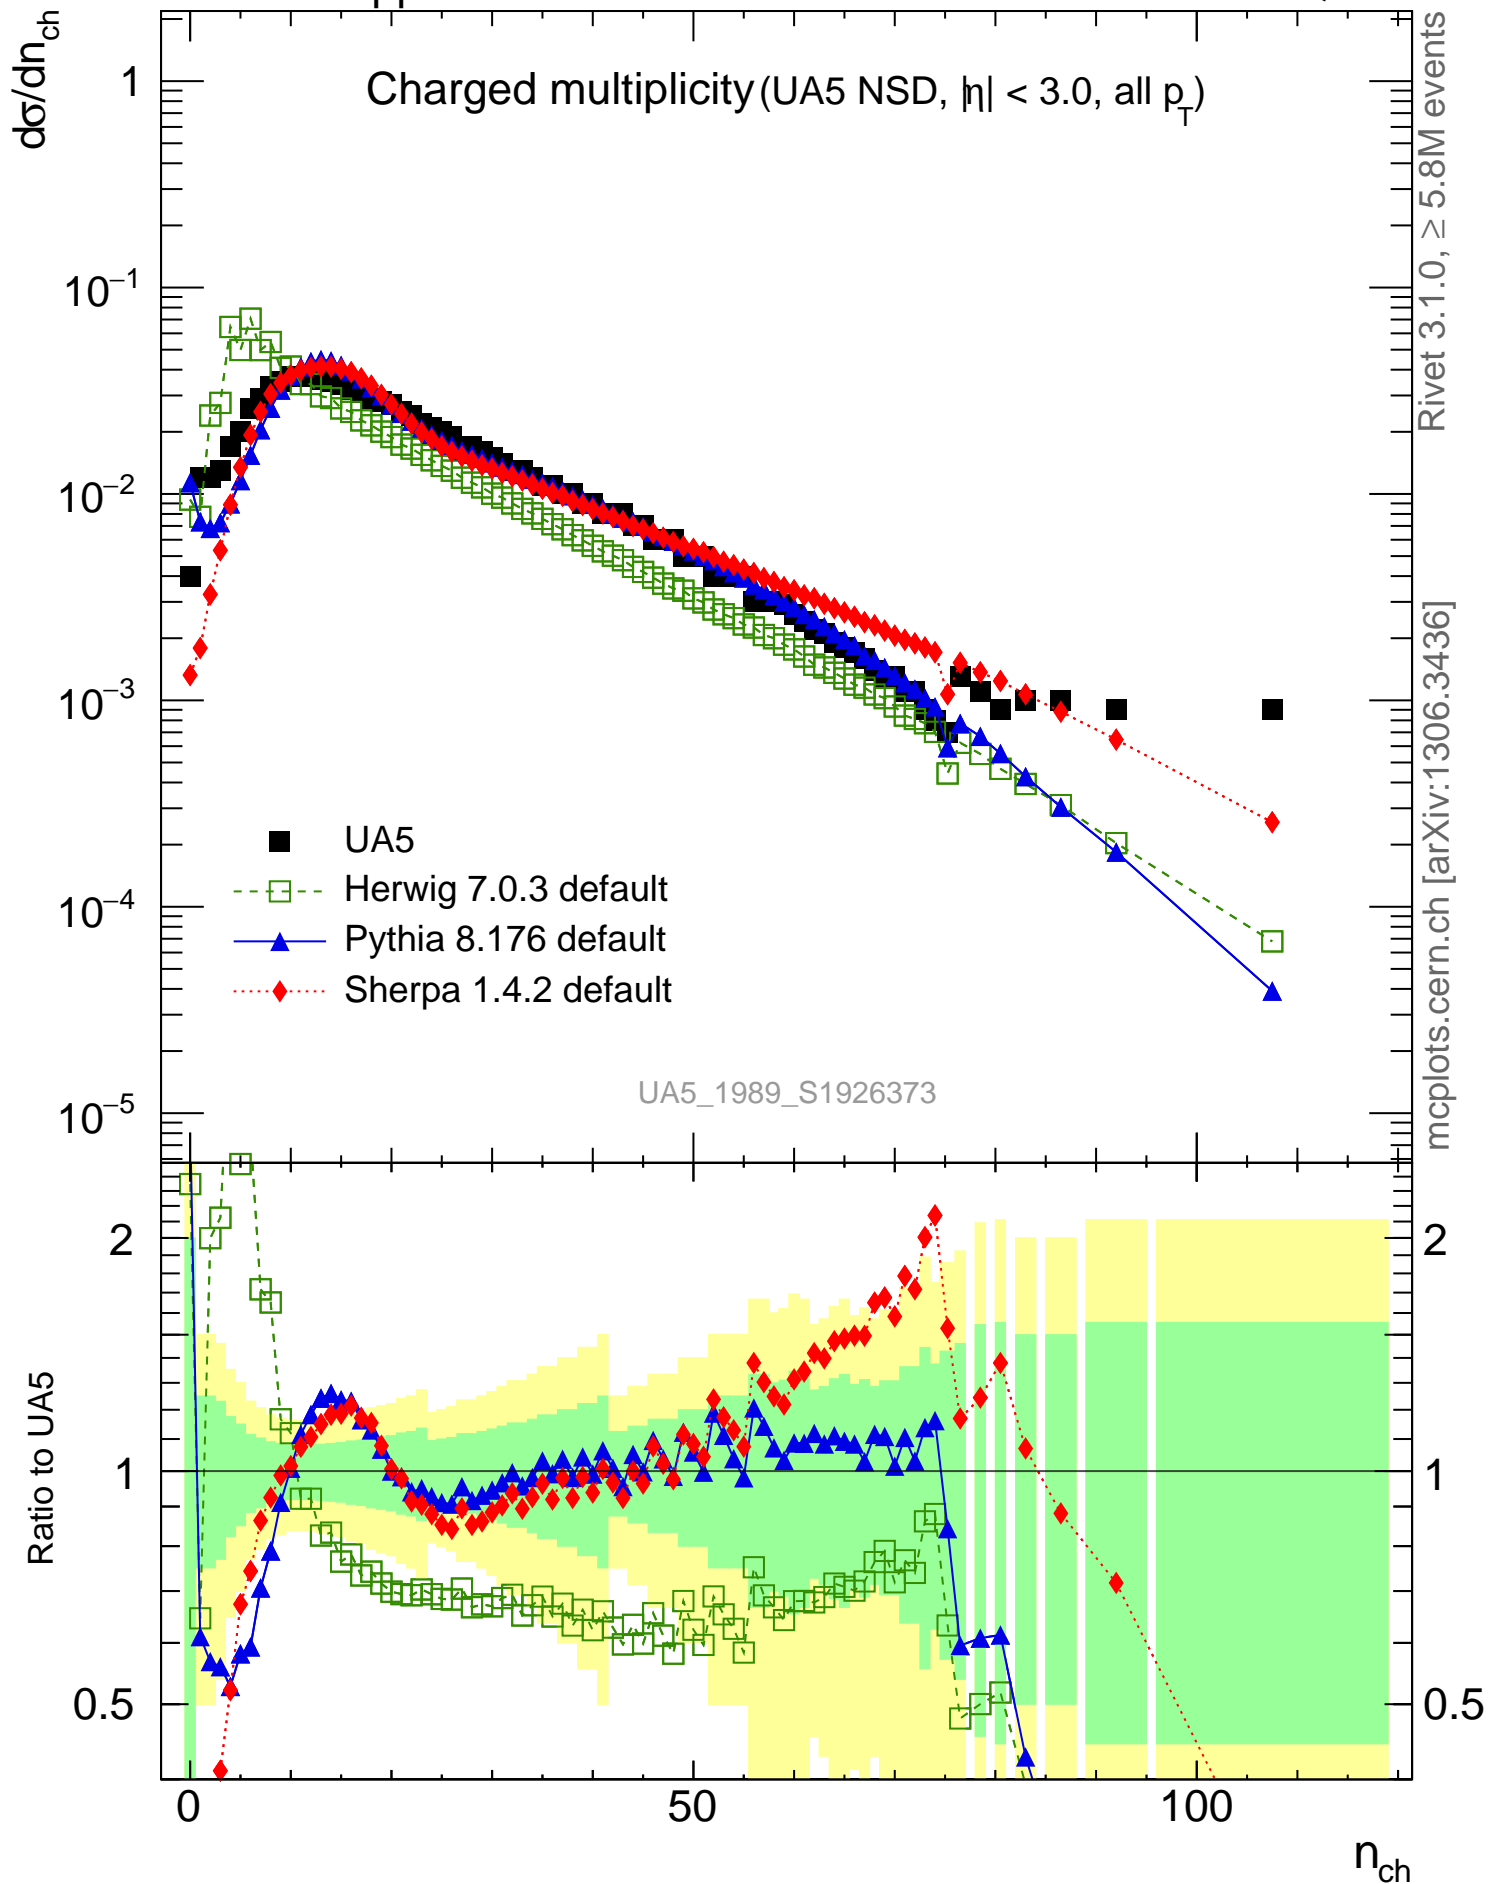 pp
dσ/dn_ch
Charged multiplicity (UA5 NSD, |η| < 3.0, all p_T)
1
10⁻¹
10⁻²
10⁻³
10⁻⁴
10⁻⁵
UA5
Herwig 7.0.3 default
Pythia 8.176 default
Sherpa 1.4.2 default
UA5_1989_S1926373
Rivet 3.1.0, ≥ 5.8M events
mcplots.cern.ch [arXiv:1306.3436]
Ratio to UA5
2
1
0.5
2
1
0.5
0 50 100
n_ch